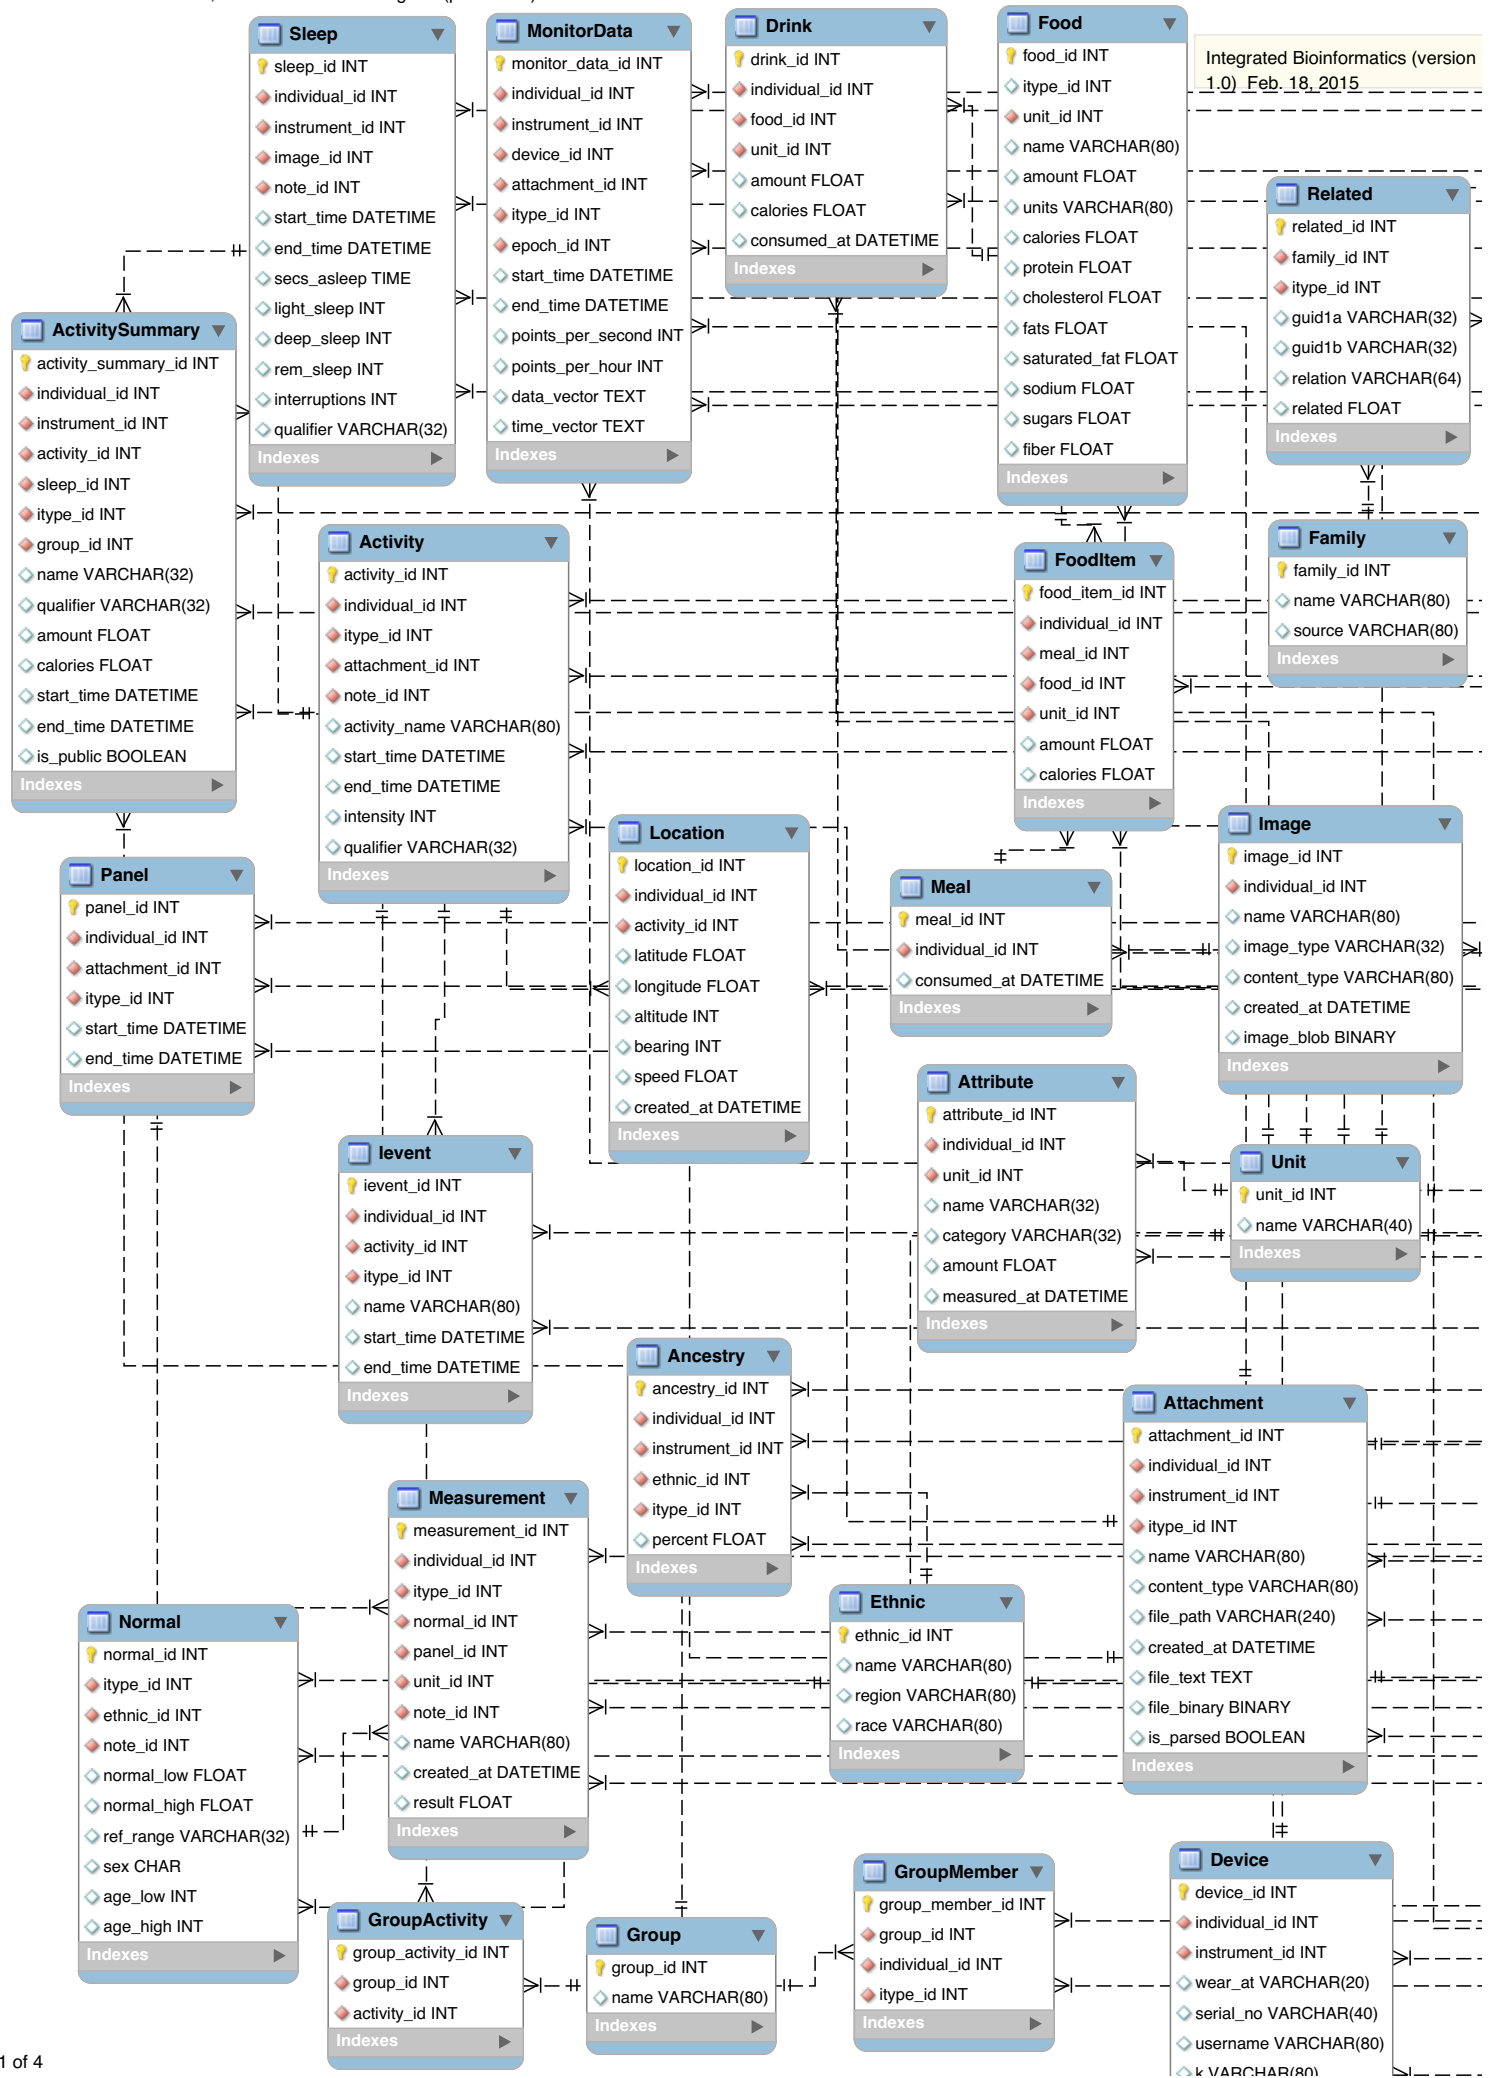 Sleep
sleep_id INT
individual_id INT
instrument_id INT
image_id INT
note_id INT
start_time DATETIME
end_time DATETIME
secs_asleep TIME
light_sleep INT
deep_sleep INT
rem_sleep INT
interruptions INT
qualifier VARCHAR(32)
Indexes
MonitorData
monitor_data_id INT
individual_id INT
instrument_id INT
device_id INT
attachment_id INT
itype_id INT
epoch_id INT
start_time DATETIME
end_time DATETIME
points_per_second INT
points_per_hour INT
data_vector TEXT
time_vector TEXT
Indexes
Drink
drink_id INT
individual_id INT
food_id INT
unit_id INT
amount FLOAT
calories FLOAT
consumed_at DATETIME
Indexes
Food
food_id INT
itype_id INT
unit_id INT
name VARCHAR(80)
amount FLOAT
units VARCHAR(80)
calories FLOAT
protein FLOAT
cholesterol FLOAT
fats FLOAT
saturated_fat FLOAT
sodium FLOAT
sugars FLOAT
fiber FLOAT
Indexes
Integrated Bioinformatics (version
1.0) Feb. 18, 2015
Related
related_id INT
family_id INT
itype_id INT
guid1a VARCHAR(32)
guid1b VARCHAR(32)
relation VARCHAR(64)
related FLOAT
Indexes
ActivitySummary
activity_summary_id INT
individual_id INT
instrument_id INT
activity_id INT
sleep_id INT
itype_id INT
group_id INT
name VARCHAR(32)
qualifier VARCHAR(32)
amount FLOAT
calories FLOAT
start_time DATETIME
end_time DATETIME
is_public BOOLEAN
Indexes
Activity
activity_id INT
individual_id INT
itype_id INT
attachment_id INT
note_id INT
activity_name VARCHAR(80)
start_time DATETIME
end_time DATETIME
intensity INT
qualifier VARCHAR(32)
Indexes
FoodItem
food_item_id INT
individual_id INT
meal_id INT
food_id INT
unit_id INT
amount FLOAT
calories FLOAT
Indexes
Family
family_id INT
name VARCHAR(80)
source VARCHAR(80)
Indexes
Panel
panel_id INT
individual_id INT
attachment_id INT
itype_id INT
start_time DATETIME
end_time DATETIME
Indexes
Location
location_id INT
individual_id INT
activity_id INT
latitude FLOAT
longitude FLOAT
altitude INT
bearing INT
speed FLOAT
created_at DATETIME
Indexes
Meal
meal_id INT
individual_id INT
consumed_at DATETIME
Indexes
Image
image_id INT
individual_id INT
name VARCHAR(80)
image_type VARCHAR(32)
content_type VARCHAR(80)
created_at DATETIME
image_blob BINARY
Indexes
Ievent
ievent_id INT
individual_id INT
activity_id INT
itype_id INT
name VARCHAR(80)
start_time DATETIME
end_time DATETIME
Indexes
Attribute
attribute_id INT
individual_id INT
unit_id INT
name VARCHAR(32)
category VARCHAR(32)
amount FLOAT
measured_at DATETIME
Indexes
Unit
unit_id INT
name VARCHAR(40)
Indexes
Ancestry
ancestry_id INT
individual_id INT
instrument_id INT
ethnic_id INT
itype_id INT
percent FLOAT
Indexes
Attachment
attachment_id INT
individual_id INT
instrument_id INT
itype_id INT
name VARCHAR(80)
content_type VARCHAR(80)
file_path VARCHAR(240)
created_at DATETIME
file_text TEXT
file_binary BINARY
is_parsed BOOLEAN
Indexes
Measurement
measurement_id INT
individual_id INT
itype_id INT
normal_id INT
panel_id INT
unit_id INT
note_id INT
name VARCHAR(80)
created_at DATETIME
result FLOAT
Indexes
Ethnic
ethnic_id INT
name VARCHAR(80)
region VARCHAR(80)
race VARCHAR(80)
Indexes
Normal
normal_id INT
itype_id INT
ethnic_id INT
note_id INT
normal_low FLOAT
normal_high FLOAT
ref_range VARCHAR(32)
sex CHAR
age_low INT
age_high INT
Indexes
GroupActivity
group_activity_id INT
group_id INT
activity_id INT
Indexes
Group
group_id INT
name VARCHAR(80)
Indexes
GroupMember
group_member_id INT
group_id INT
individual_id INT
itype_id INT
Indexes
Device
device_id INT
individual_id INT
instrument_id INT
wear_at VARCHAR(20)
serial_no VARCHAR(40)
username VARCHAR(80)
k VARCHAR(80)
1 of 4